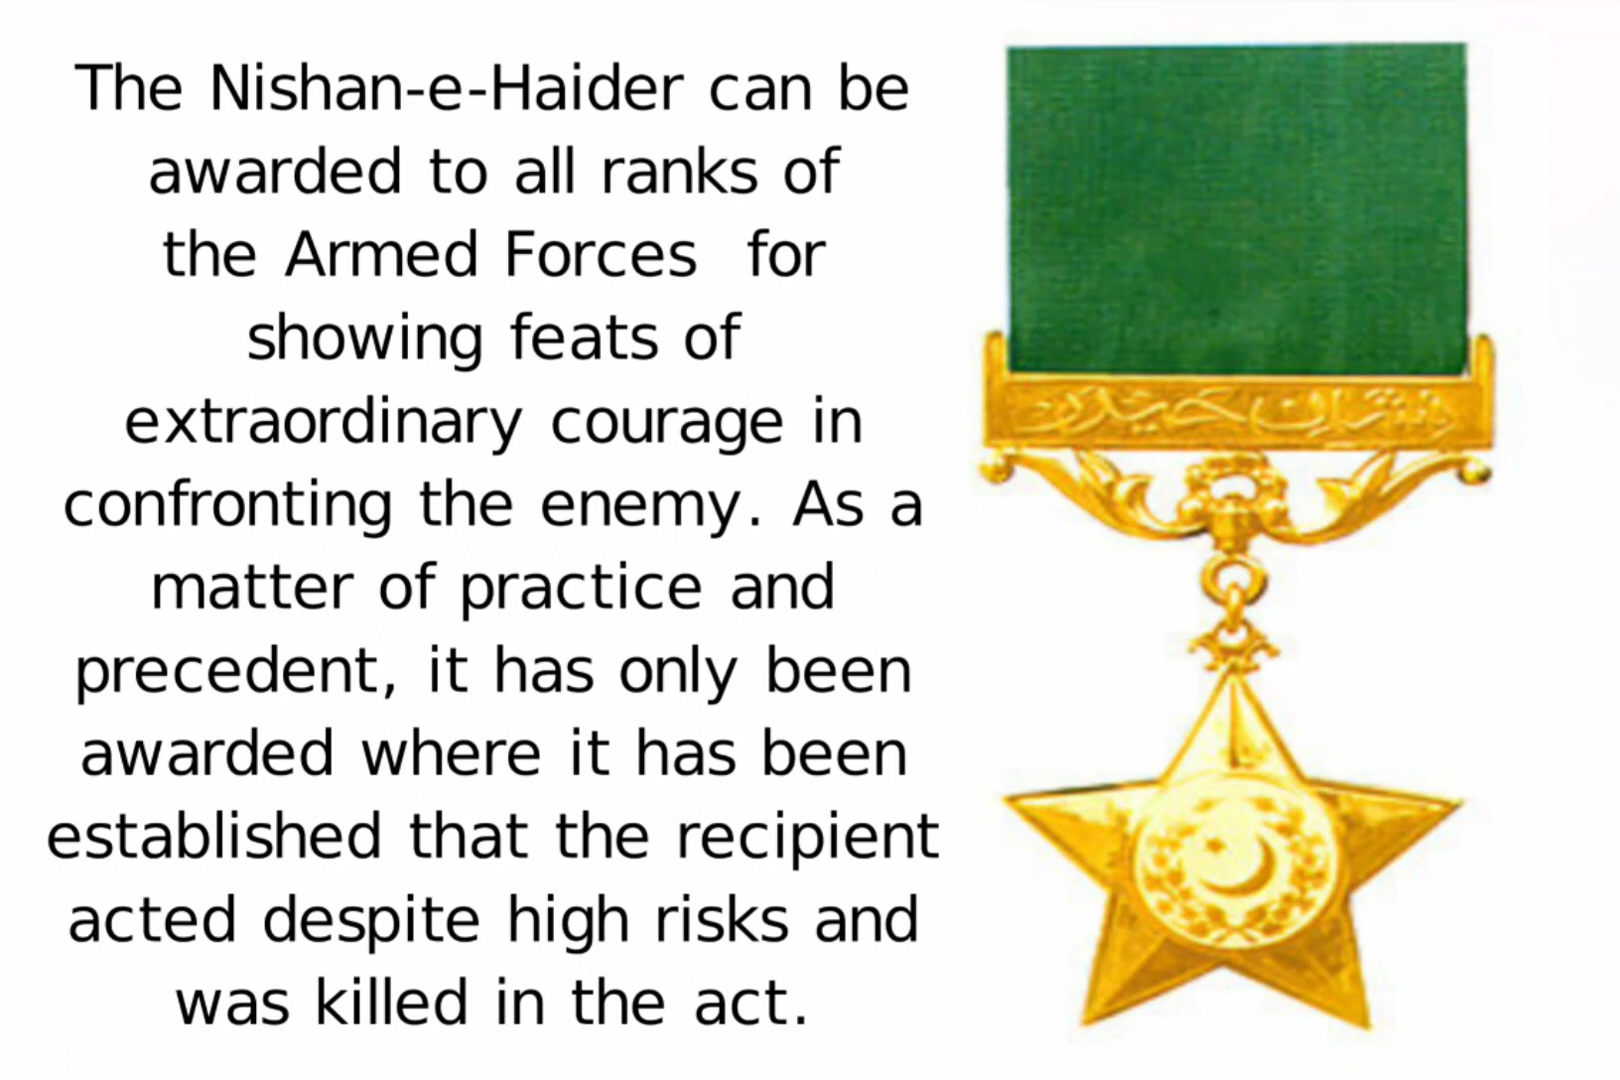 The Nishan-e-Haider can be
awarded to all ranks of
the Armed Forces  for
showing feats of
extraordinary courage in
confronting the enemy. As a
matter of practice and
precedent, it has only been
awarded where it has been
established that the recipient
acted despite high risks and
was killed in the act.
نشان حیدر